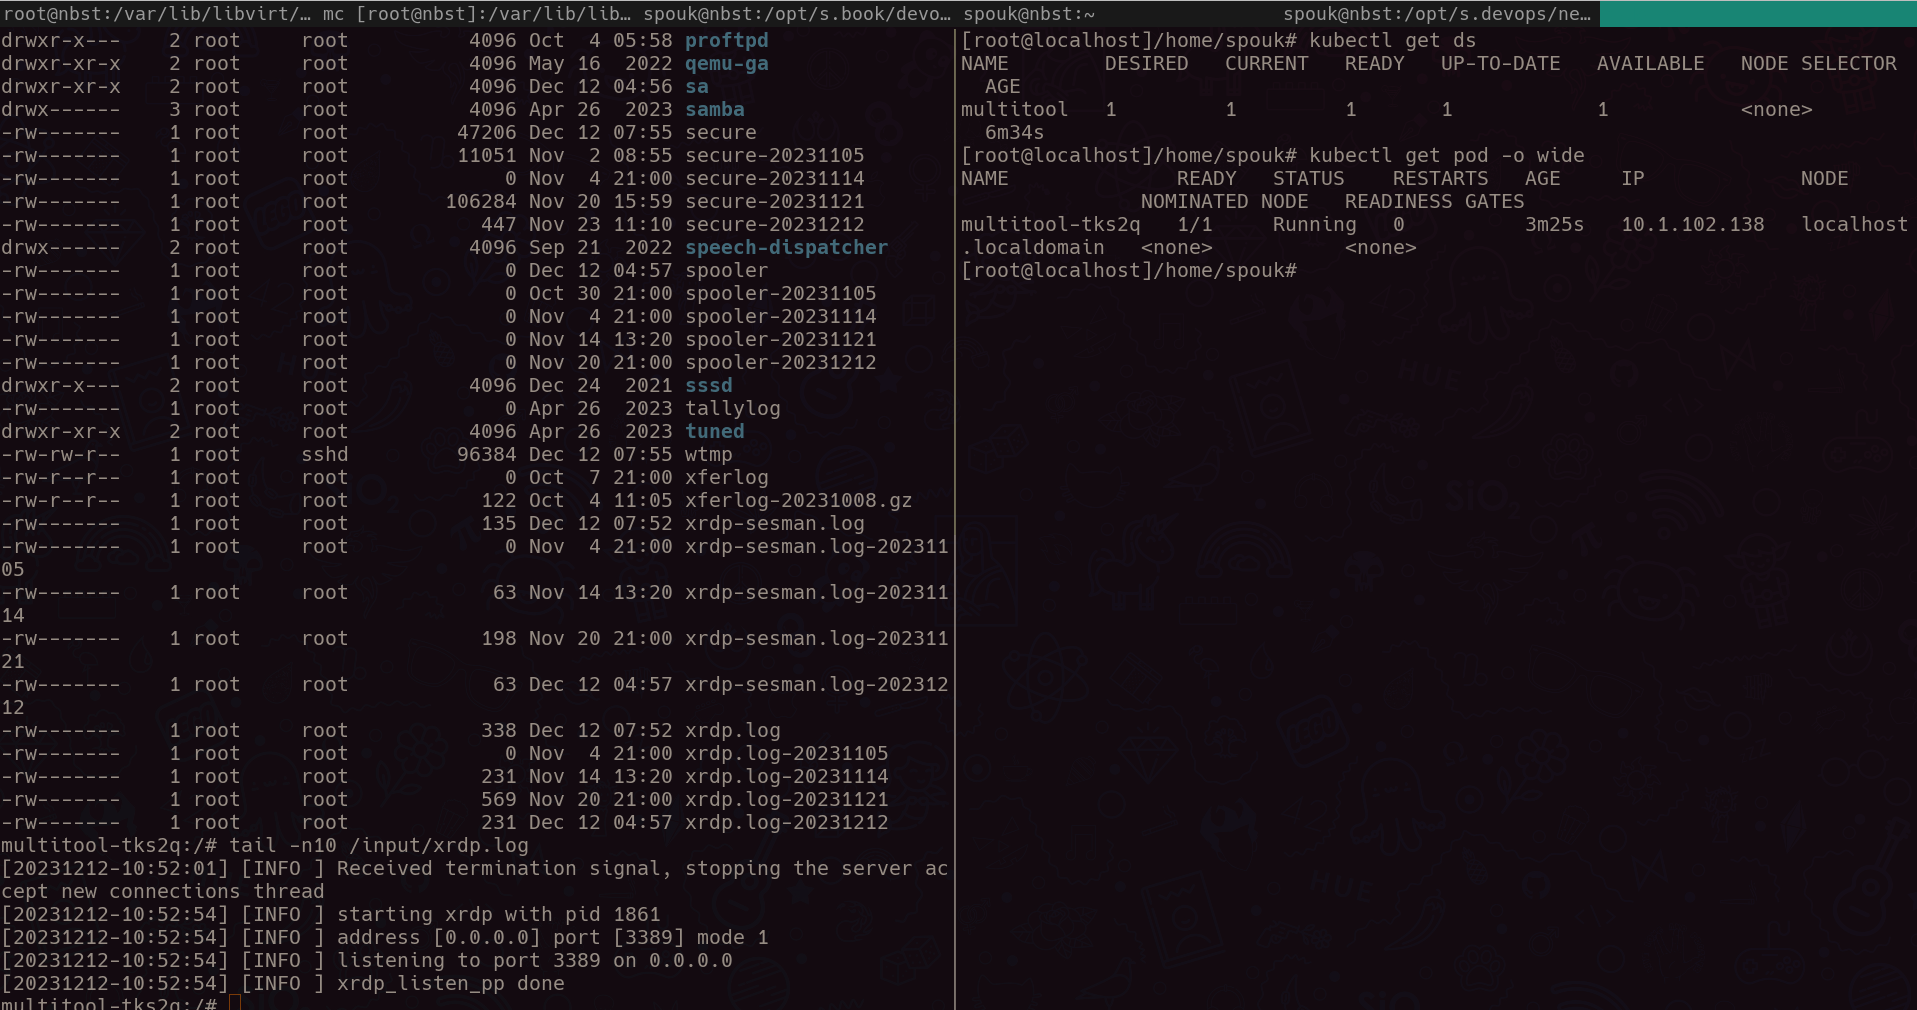 root@nbst:/var/lib/libvirt/… mc [root@nbst]:/var/lib/lib… spouk@nbst:/opt/s.book/devo… spouk@nbst:~ spouk@nbst:/opt/s.devops/ne…
drwxr-x---    2 root     root          4096 Oct  4 05:58 proftpd
drwxr-xr-x    2 root     root          4096 May 16  2022 qemu-ga
drwxr-xr-x    2 root     root          4096 Dec 12 04:56 sa
drwx------    3 root     root          4096 Apr 26  2023 samba
-rw-------    1 root     root         47206 Dec 12 07:55 secure
-rw-------    1 root     root         11051 Nov  2 08:55 secure-20231105
-rw-------    1 root     root             0 Nov  4 21:00 secure-20231114
-rw-------    1 root     root        106284 Nov 20 15:59 secure-20231121
-rw-------    1 root     root           447 Nov 23 11:10 secure-20231212
drwx------    2 root     root          4096 Sep 21  2022 speech-dispatcher
-rw-------    1 root     root             0 Dec 12 04:57 spooler
-rw-------    1 root     root             0 Oct 30 21:00 spooler-20231105
-rw-------    1 root     root             0 Nov  4 21:00 spooler-20231114
-rw-------    1 root     root             0 Nov 14 13:20 spooler-20231121
-rw-------    1 root     root             0 Nov 20 21:00 spooler-20231212
drwxr-x---    2 root     root          4096 Dec 24  2021 sssd
-rw-------    1 root     root             0 Apr 26  2023 tallylog
drwxr-xr-x    2 root     root          4096 Apr 26  2023 tuned
-rw-rw-r--    1 root     sshd         96384 Dec 12 07:55 wtmp
-rw-r--r--    1 root     root             0 Oct  7 21:00 xferlog
-rw-r--r--    1 root     root           122 Oct  4 11:05 xferlog-20231008.gz
-rw-------    1 root     root           135 Dec 12 07:52 xrdp-sesman.log
-rw-------    1 root     root             0 Nov  4 21:00 xrdp-sesman.log-202311
05
-rw-------    1 root     root            63 Nov 14 13:20 xrdp-sesman.log-202311
14
-rw-------    1 root     root           198 Nov 20 21:00 xrdp-sesman.log-202311
21
-rw-------    1 root     root            63 Dec 12 04:57 xrdp-sesman.log-202312
12
-rw-------    1 root     root           338 Dec 12 07:52 xrdp.log
-rw-------    1 root     root             0 Nov  4 21:00 xrdp.log-20231105
-rw-------    1 root     root           231 Nov 14 13:20 xrdp.log-20231114
-rw-------    1 root     root           569 Nov 20 21:00 xrdp.log-20231121
-rw-------    1 root     root           231 Dec 12 04:57 xrdp.log-20231212
multitool-tks2q:/# tail -n10 /input/xrdp.log
[20231212-10:52:01] [INFO ] Received termination signal, stopping the server ac
cept new connections thread
[20231212-10:52:54] [INFO ] starting xrdp with pid 1861
[20231212-10:52:54] [INFO ] address [0.0.0.0] port [3389] mode 1
[20231212-10:52:54] [INFO ] listening to port 3389 on 0.0.0.0
[20231212-10:52:54] [INFO ] xrdp_listen_pp done
multitool-tks2q:/#
[root@localhost]/home/spouk# kubectl get ds
NAME        DESIRED   CURRENT   READY   UP-TO-DATE   AVAILABLE   NODE SELECTOR
  AGE
multitool   1         1         1       1            1           <none>
  6m34s
[root@localhost]/home/spouk# kubectl get pod -o wide
NAME              READY   STATUS    RESTARTS   AGE     IP             NODE
               NOMINATED NODE   READINESS GATES
multitool-tks2q   1/1     Running   0          3m25s   10.1.102.138   localhost
.localdomain   <none>           <none>
[root@localhost]/home/spouk#